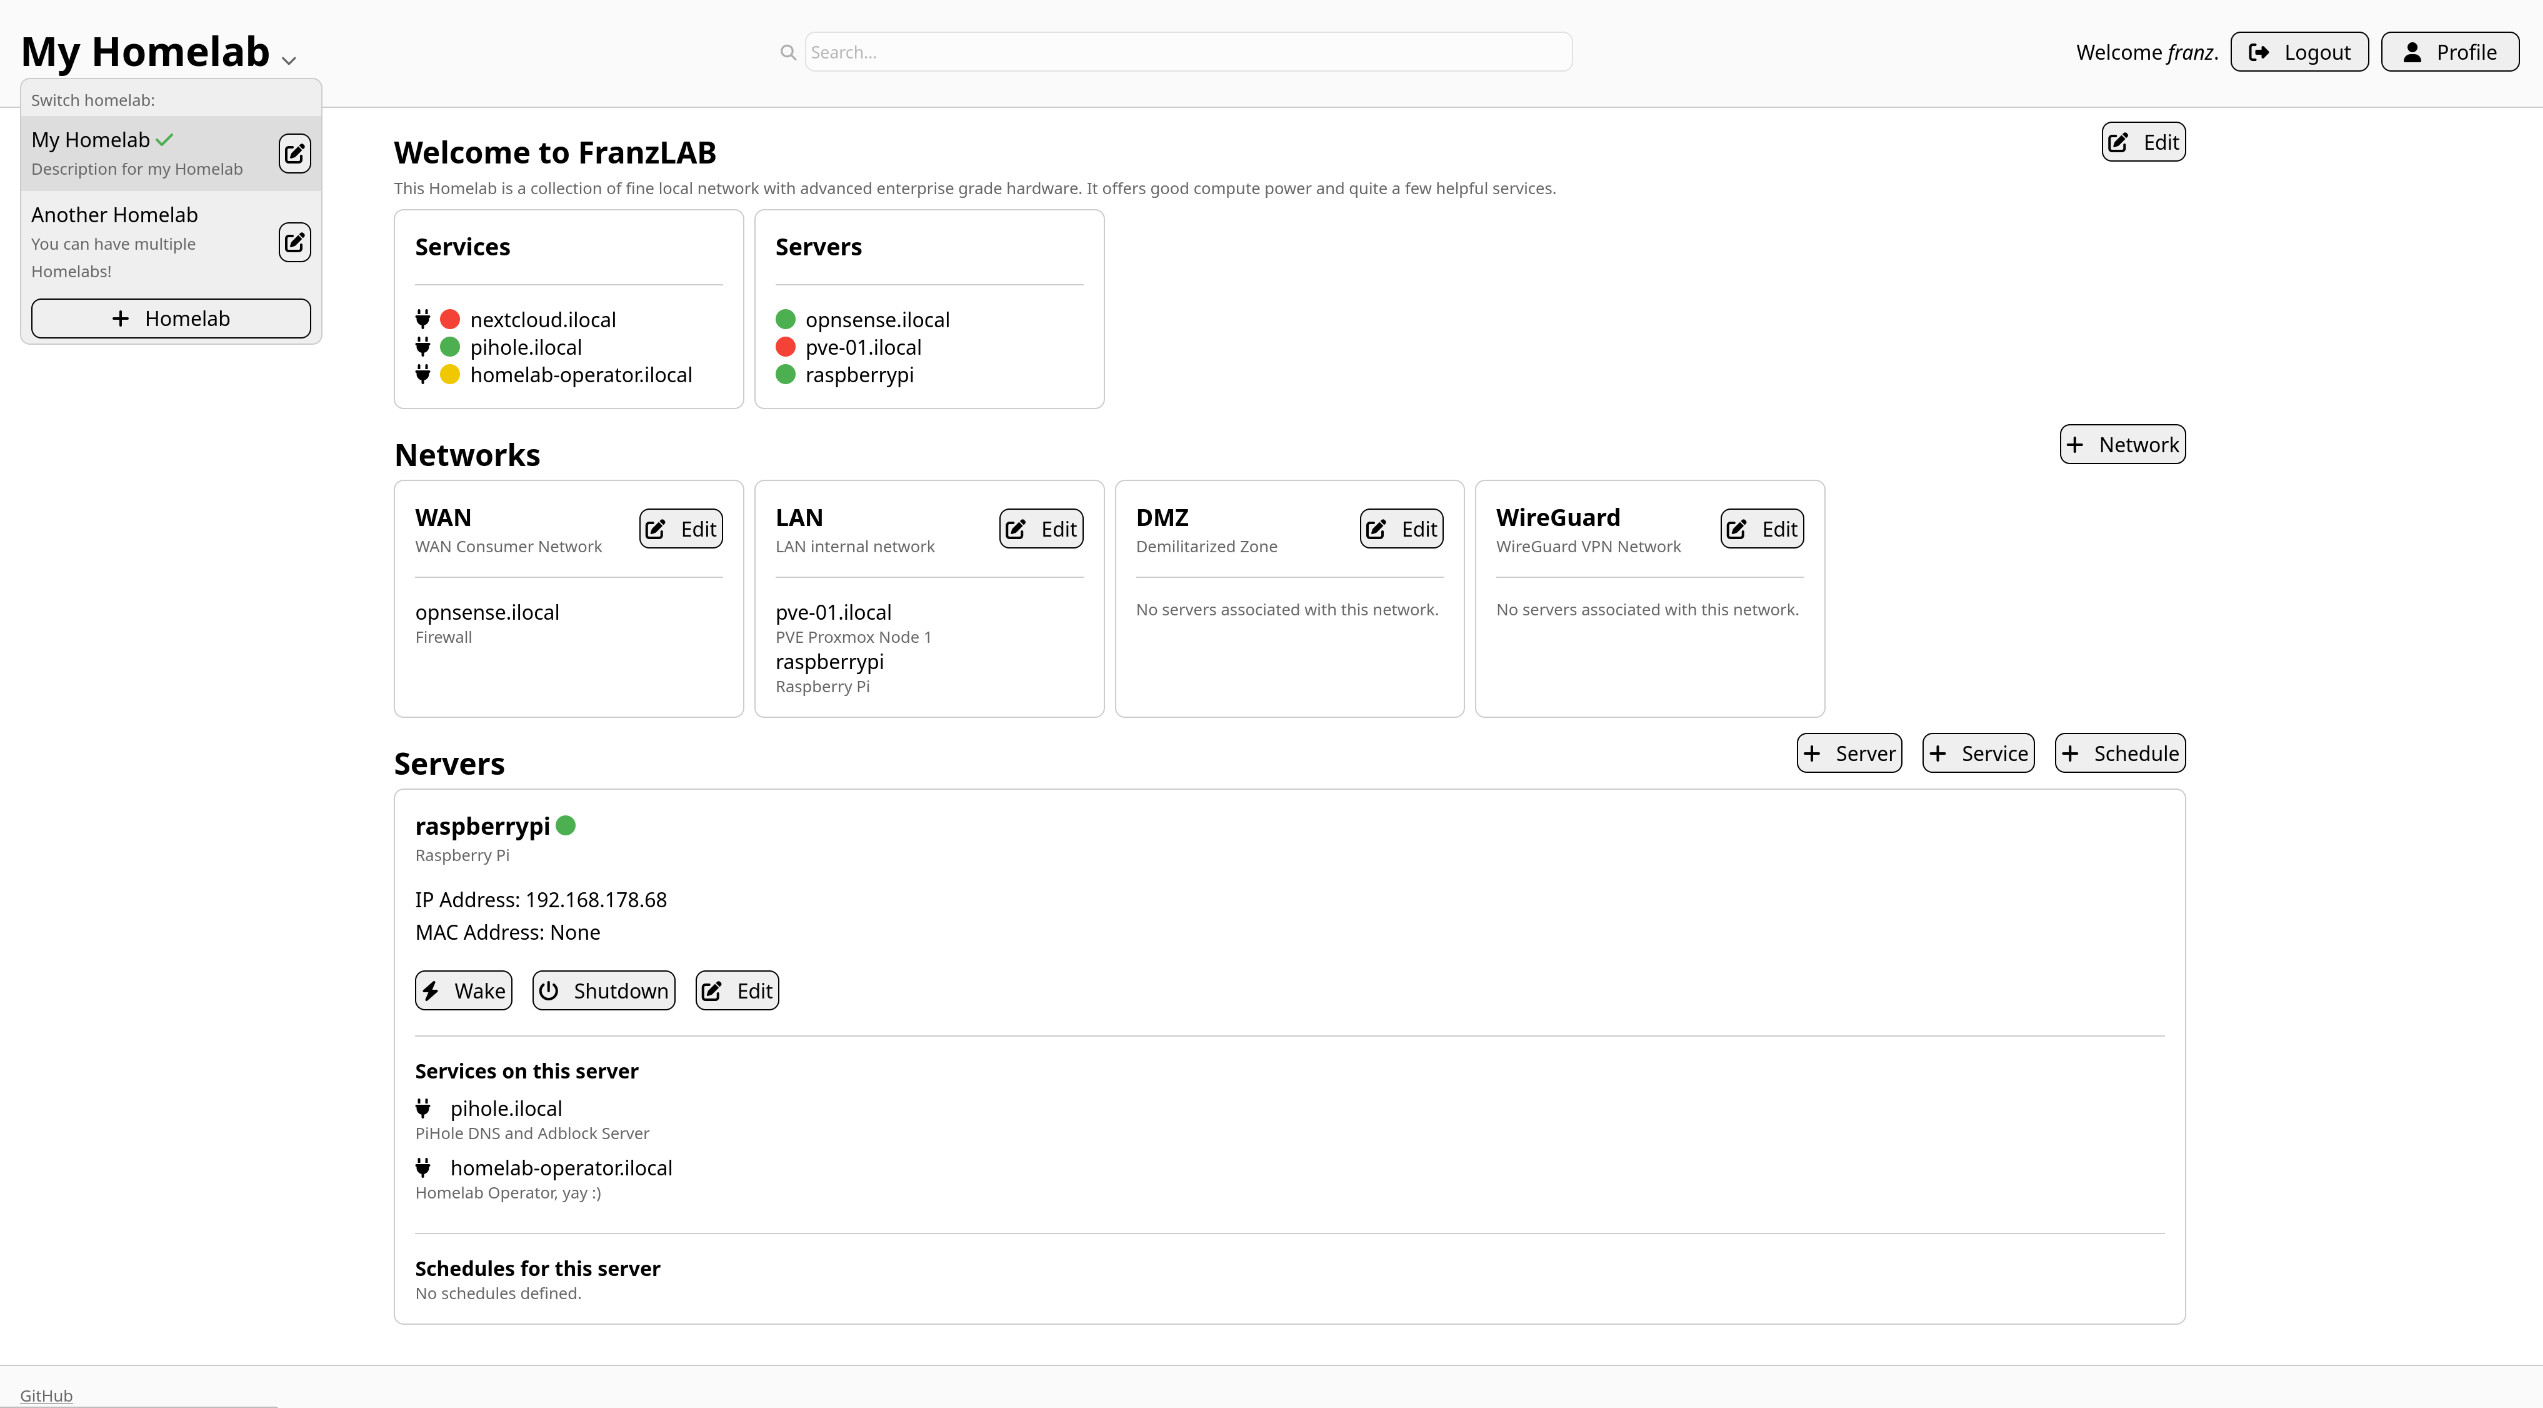 My Homelab
Search...
Welcome franz.
Logout
Profile
Switch homelab:
My Homelab
Description for my Homelab
Another Homelab
You can have multiple
Homelabs!
Homelab
Welcome to FranzLAB
Edit
This Homelab is a collection of fine local network with advanced enterprise grade hardware. It offers good compute power and quite a few helpful services.
Services
nextcloud.ilocal
pihole.ilocal
homelab-operator.ilocal
Servers
opnsense.ilocal
pve-01.ilocal
raspberrypi
Networks
Network
WAN
WAN Consumer Network
Edit
opnsense.ilocal
Firewall
LAN
LAN internal network
Edit
pve-01.ilocal
PVE Proxmox Node 1
raspberrypi
Raspberry Pi
DMZ
Demilitarized Zone
Edit
No servers associated with this network.
WireGuard
WireGuard VPN Network
Edit
No servers associated with this network.
Servers
Server
Service
Schedule
raspberrypi
Raspberry Pi
IP Address: 192.168.178.68
MAC Address: None
Wake
Shutdown
Edit
Services on this server
pihole.ilocal
PiHole DNS and Adblock Server
homelab-operator.ilocal
Homelab Operator, yay :)
Schedules for this server
No schedules defined.
GitHub